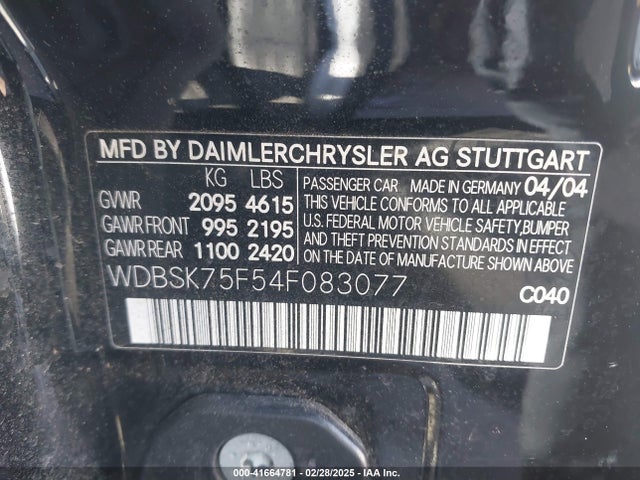 MFD BY DAIMLERCHRYSLER AG STUTTGART
KG LBS
GVWR 2095 4615
GAWR FRONT 995 2195
GAWR REAR 1100 2420
PASSENGER CAR MADE IN GERMANY 04/04
THIS VEHICLE CONFORMS TO ALL APPLICABLE
U.S. FEDERAL MOTOR VEHICLE SAFETY,BUMPER
AND THEFT PREVENTION STANDARDS IN EFFECT
ON THE DATE OF MANUFACTURE SHOWN ABOVE.
WDBSK75F54F083077
C040
000-41664781 - 02/28/2025 - IAA Inc.